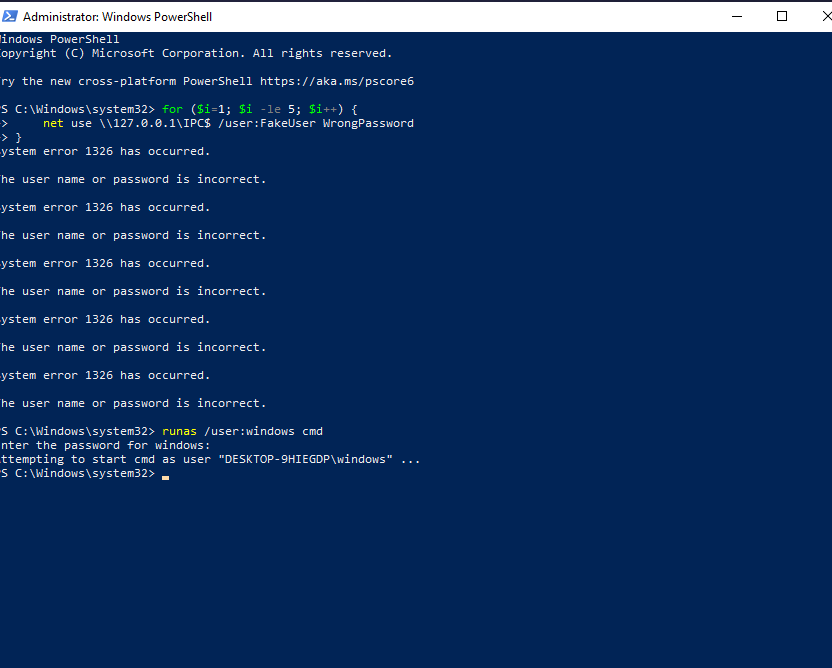 Administrator: Windows PowerShell
indows PowerShell
opyright (C) Microsoft Corporation. All rights reserved.
ry the new cross-platform PowerShell https://aka.ms/pscore6
S C:\Windows\system32> for ($i=1; $i -le 5; $i++) {
>     net use \\127.0.0.1\IPC$ /user:FakeUser WrongPassword
> }
ystem error 1326 has occurred.
he user name or password is incorrect.
ystem error 1326 has occurred.
he user name or password is incorrect.
ystem error 1326 has occurred.
he user name or password is incorrect.
ystem error 1326 has occurred.
he user name or password is incorrect.
ystem error 1326 has occurred.
he user name or password is incorrect.
S C:\Windows\system32> runas /user:windows cmd
nter the password for windows:
ttempting to start cmd as user "DESKTOP-9HIEGDP\windows" ...
S C:\Windows\system32>